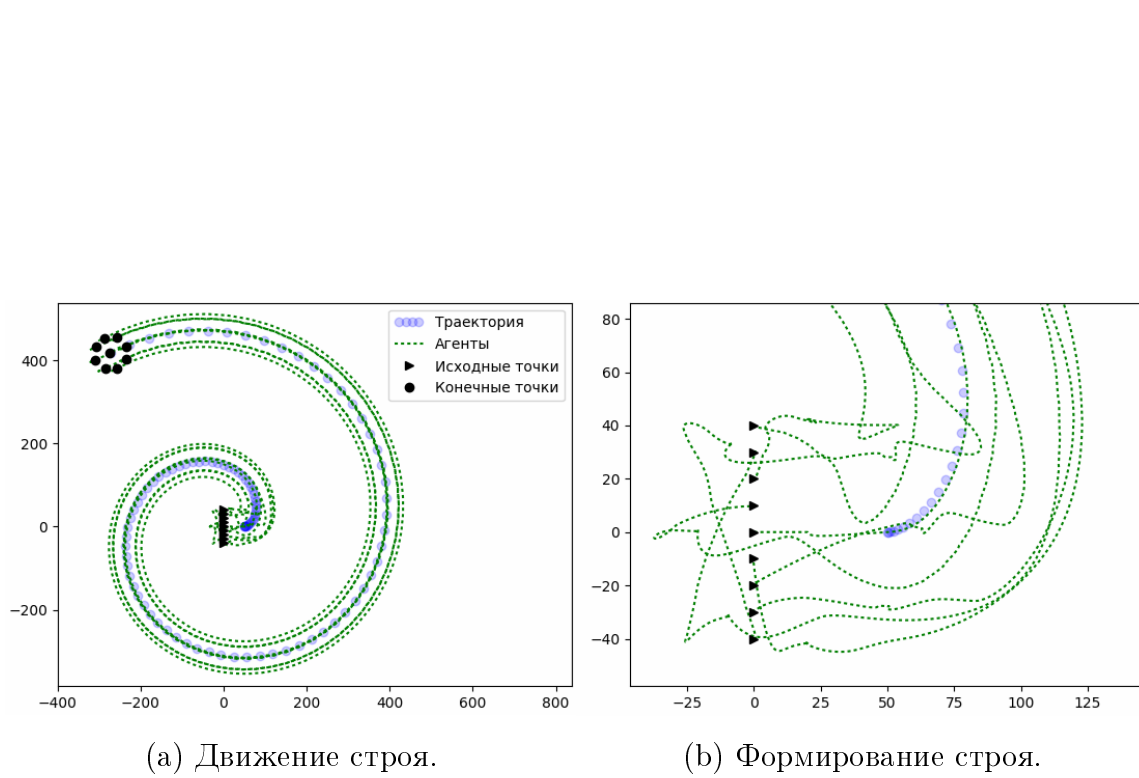 Траектория
Агенты
Исходные точки
Конечные точки
400
200
0
−200
−400 −200 0 200 400 600 800
80
60
40
20
0
−20
−40
−25 0 25 50 75 100 125
(a) Движение строя.
(b) Формирование строя.